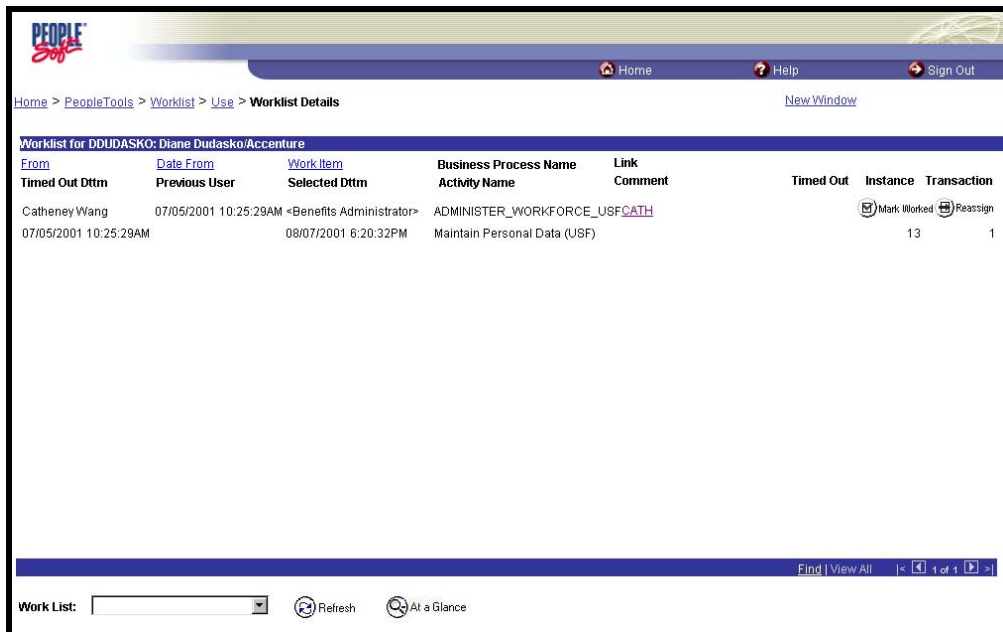 PEOPLE
Soft
Home Help Sign Out
Home > PeopleTools > Worklist > Use > Worklist Details New Window
Worklist for DDUDASKO: Diane Dudasko/Accenture
From Date From Work Item Business Process Name Link
Timed Out Dttm Previous User Selected Dttm Activity Name Comment Timed Out Instance Transaction
Catheney Wang 07/05/2001 10:25:29AM <Benefits Administrator> ADMINISTER_WORKFORCE_USFCATH Mark Worked Reassign
07/05/2001 10:25:29AM 08/07/2001 6:20:32PM Maintain Personal Data (USF) 13 1
Find | View All |< 1 of 1 >|
Work List: Refresh At a Glance